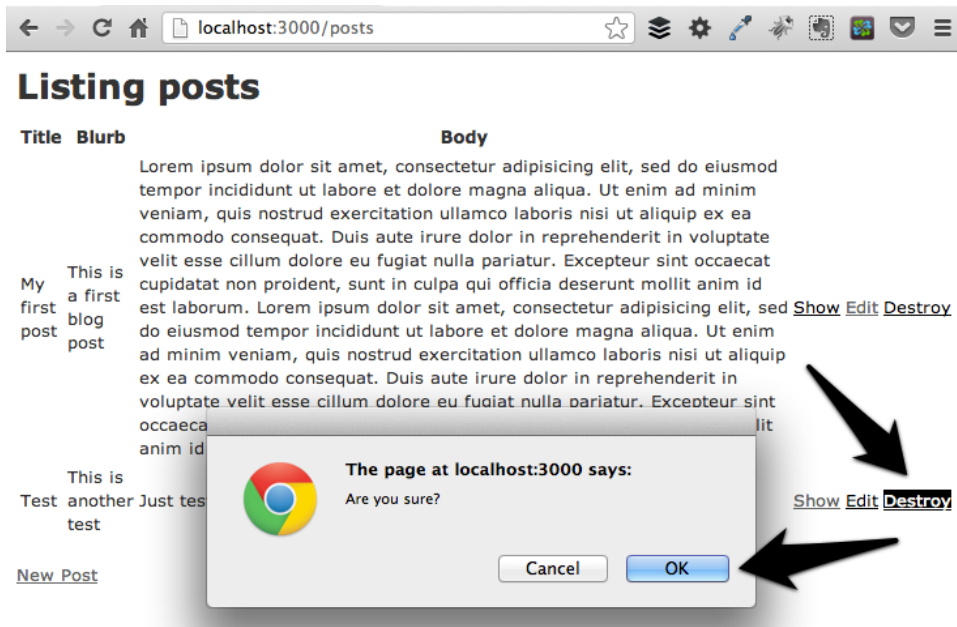 localhost:3000/posts
Listing posts
Title Blurb Body
Lorem ipsum dolor sit amet, consectetur adipisicing elit, sed do eiusmod
tempor incididunt ut labore et dolore magna aliqua. Ut enim ad minim
veniam, quis nostrud exercitation ullamco laboris nisi ut aliquip ex ea
commodo consequat. Duis aute irure dolor in reprehenderit in voluptate
velit esse cillum dolore eu fugiat nulla pariatur. Excepteur sint occaecat
My first post
This is a first blog post
cupidatat non proident, sunt in culpa qui officia deserunt mollit anim id
est laborum. Lorem ipsum dolor sit amet, consectetur adipisicing elit, sed
do eiusmod tempor incididunt ut labore et dolore magna aliqua. Ut enim
ad minim veniam, quis nostrud exercitation ullamco laboris nisi ut aliquip
ex ea commodo consequat. Duis aute irure dolor in reprehenderit in
voluptate velit esse cillum dolore eu fugiat nulla pariatur. Excepteur sint
occaeca
lit
anim id
Show Edit Destroy
Test
This is
another
test
Just tes
Show Edit Destroy
New Post
The page at localhost:3000 says:
Are you sure?
Cancel
OK